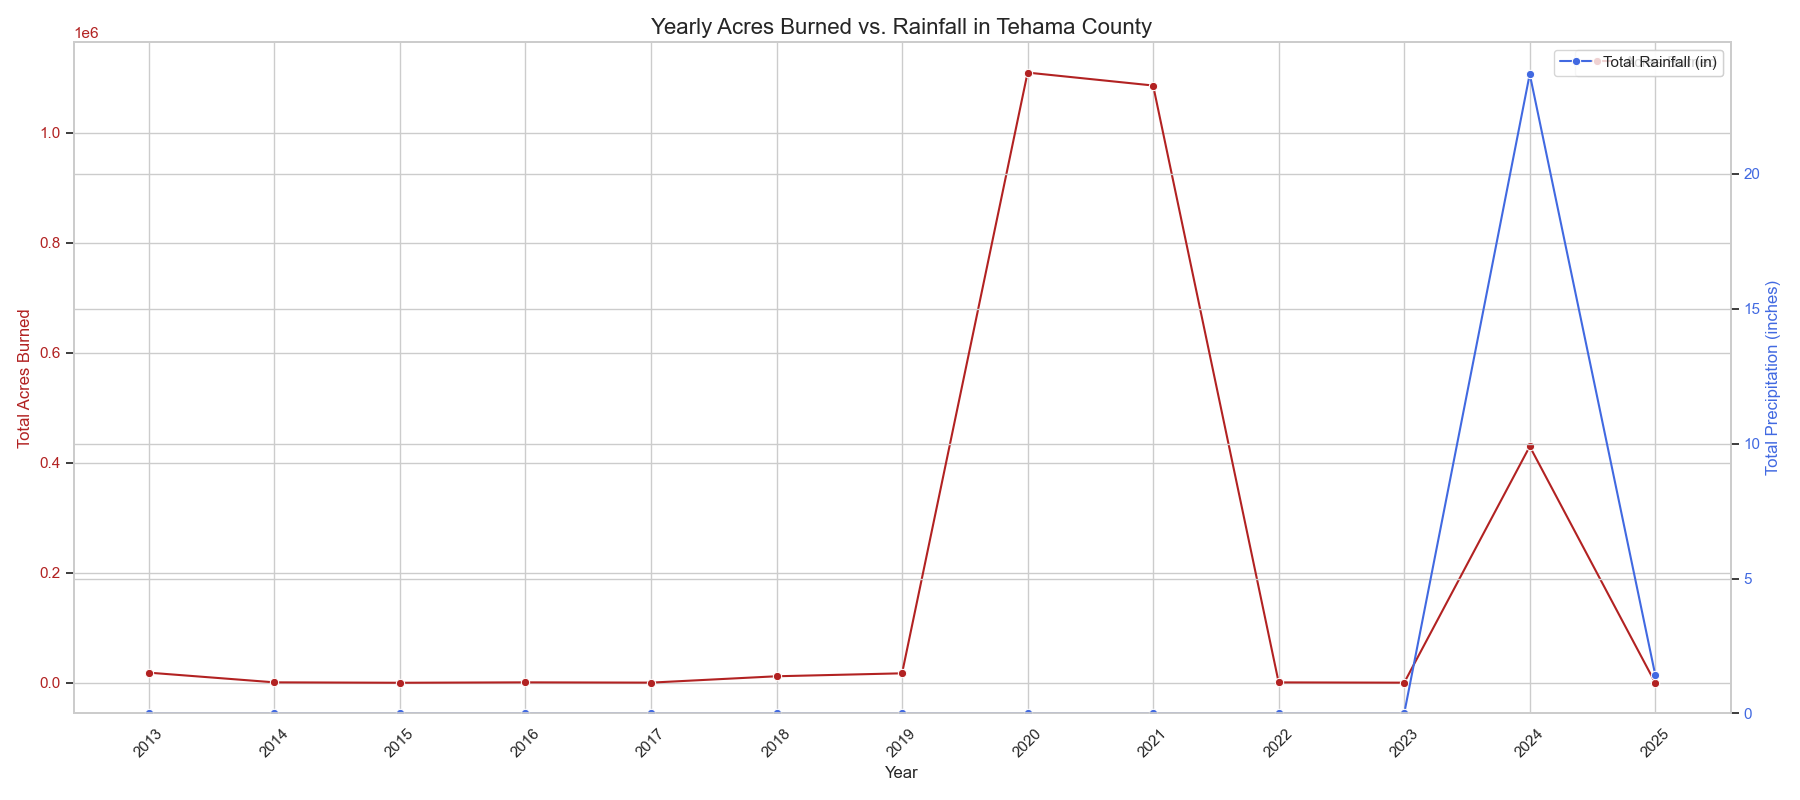 Yearly Acres Burned vs. Rainfall in Tehama County
1e6
Total Rainfall (in)
1.0
0.8
0.6
0.4
0.2
0.0
Total Acres Burned
20
15
10
5
0
Total Precipitation (inches)
2013 2014 2015 2016 2017 2018 2019 2020 2021 2022 2023 2024 2025
Year